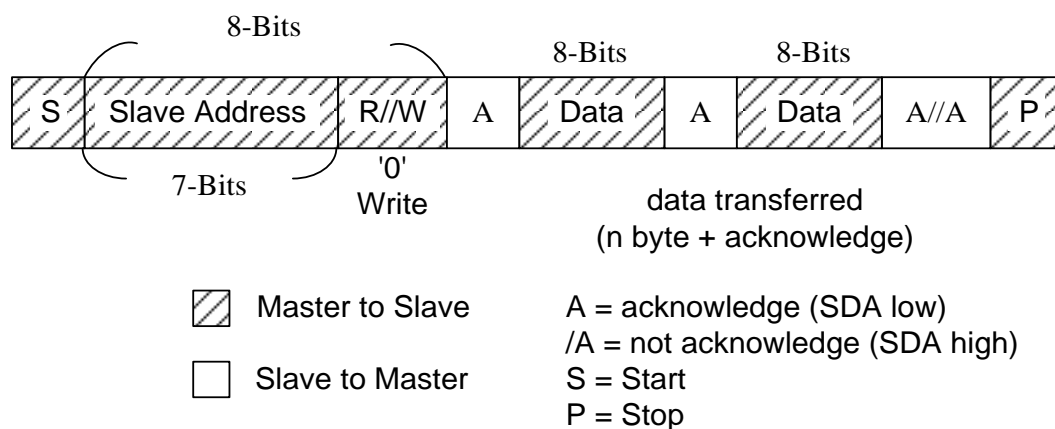 8-Bits
8-Bits
8-Bits
S Slave Address R//W A Data A Data A//A P
7-Bits
'0'
Write
data transferred
(n byte + acknowledge)
Master to Slave
Slave to Master
A = acknowledge (SDA low)
/A = not acknowledge (SDA high)
S = Start
P = Stop